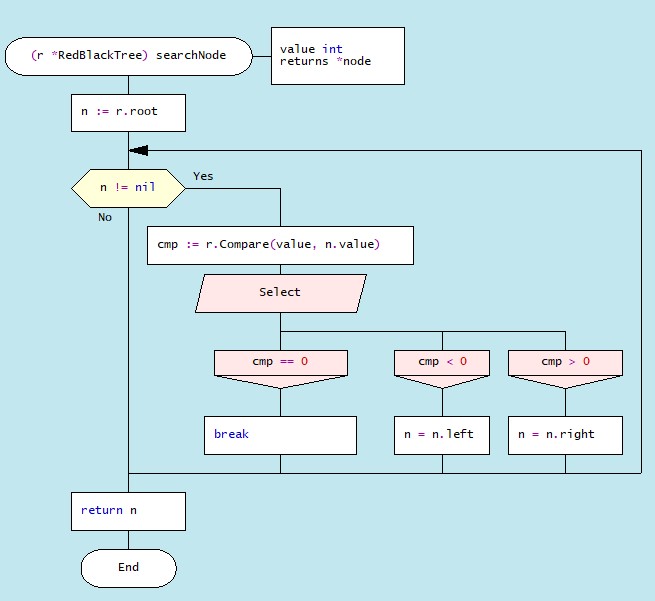 (r *RedBlackTree) searchNode
value int
returns *node
n := r.root
n != nil
Yes
No
cmp := r.Compare(value, n.value)
Select
cmp == 0
cmp < 0
cmp > 0
break
n = n.left
n = n.right
return n
End